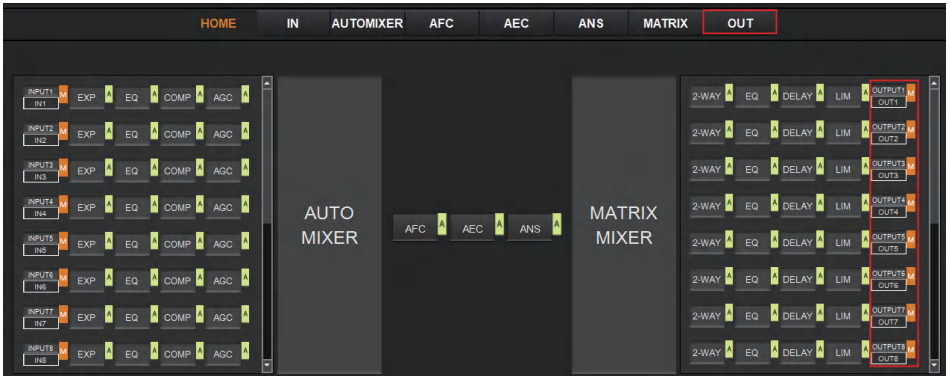 HOME IN AUTOMIXER AFC AEC ANS MATRIX OUT
INPUT1 M EXP A EQ A COMP A AGC A
IN1
INPUT2 M EXP A EQ A COMP A AGC A
IN2
INPUT3 M EXP A EQ A COMP A AGC A
IN3
INPUT4 M EXP A EQ A COMP A AGC A
IN4
INPUT5 M EXP A EQ A COMP A AGC A
IN5
INPUT6 M EXP A EQ A COMP A AGC A
IN6
INPUT7 M EXP A EQ A COMP A AGC A
IN7
INPUT8 M EXP A EQ A COMP A AGC A
IN8
AUTO
MIXER
AFC A AEC A ANS A
MATRIX
MIXER
2-WAY A EQ A DELAY A LIM A OUTPUT1 M
OUT1
2-WAY A EQ A DELAY A LIM A OUTPUT2 M
OUT2
2-WAY A EQ A DELAY A LIM A OUTPUT3 M
OUT3
2-WAY A EQ A DELAY A LIM A OUTPUT4 M
OUT4
2-WAY A EQ A DELAY A LIM A OUTPUT5 M
OUT5
2-WAY A EQ A DELAY A LIM A OUTPUT6 M
OUT6
2-WAY A EQ A DELAY A LIM A OUTPUT7 M
OUT7
2-WAY A EQ A DELAY A LIM A OUTPUT8 M
OUT8